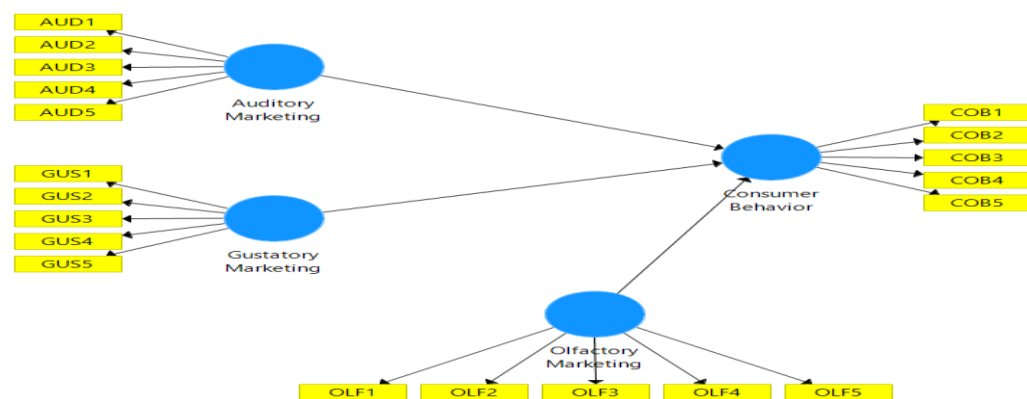 AUD1
AUD2
AUD3
AUD4
AUD5
Auditory
Marketing
GUS1
GUS2
GUS3
GUS4
GUS5
Gustatory
Marketing
COB1
COB2
COB3
COB4
COB5
Consumer
Behavior
Olfactory
Marketing
OLF1
OLF2
OLF3
OLF4
OLF5